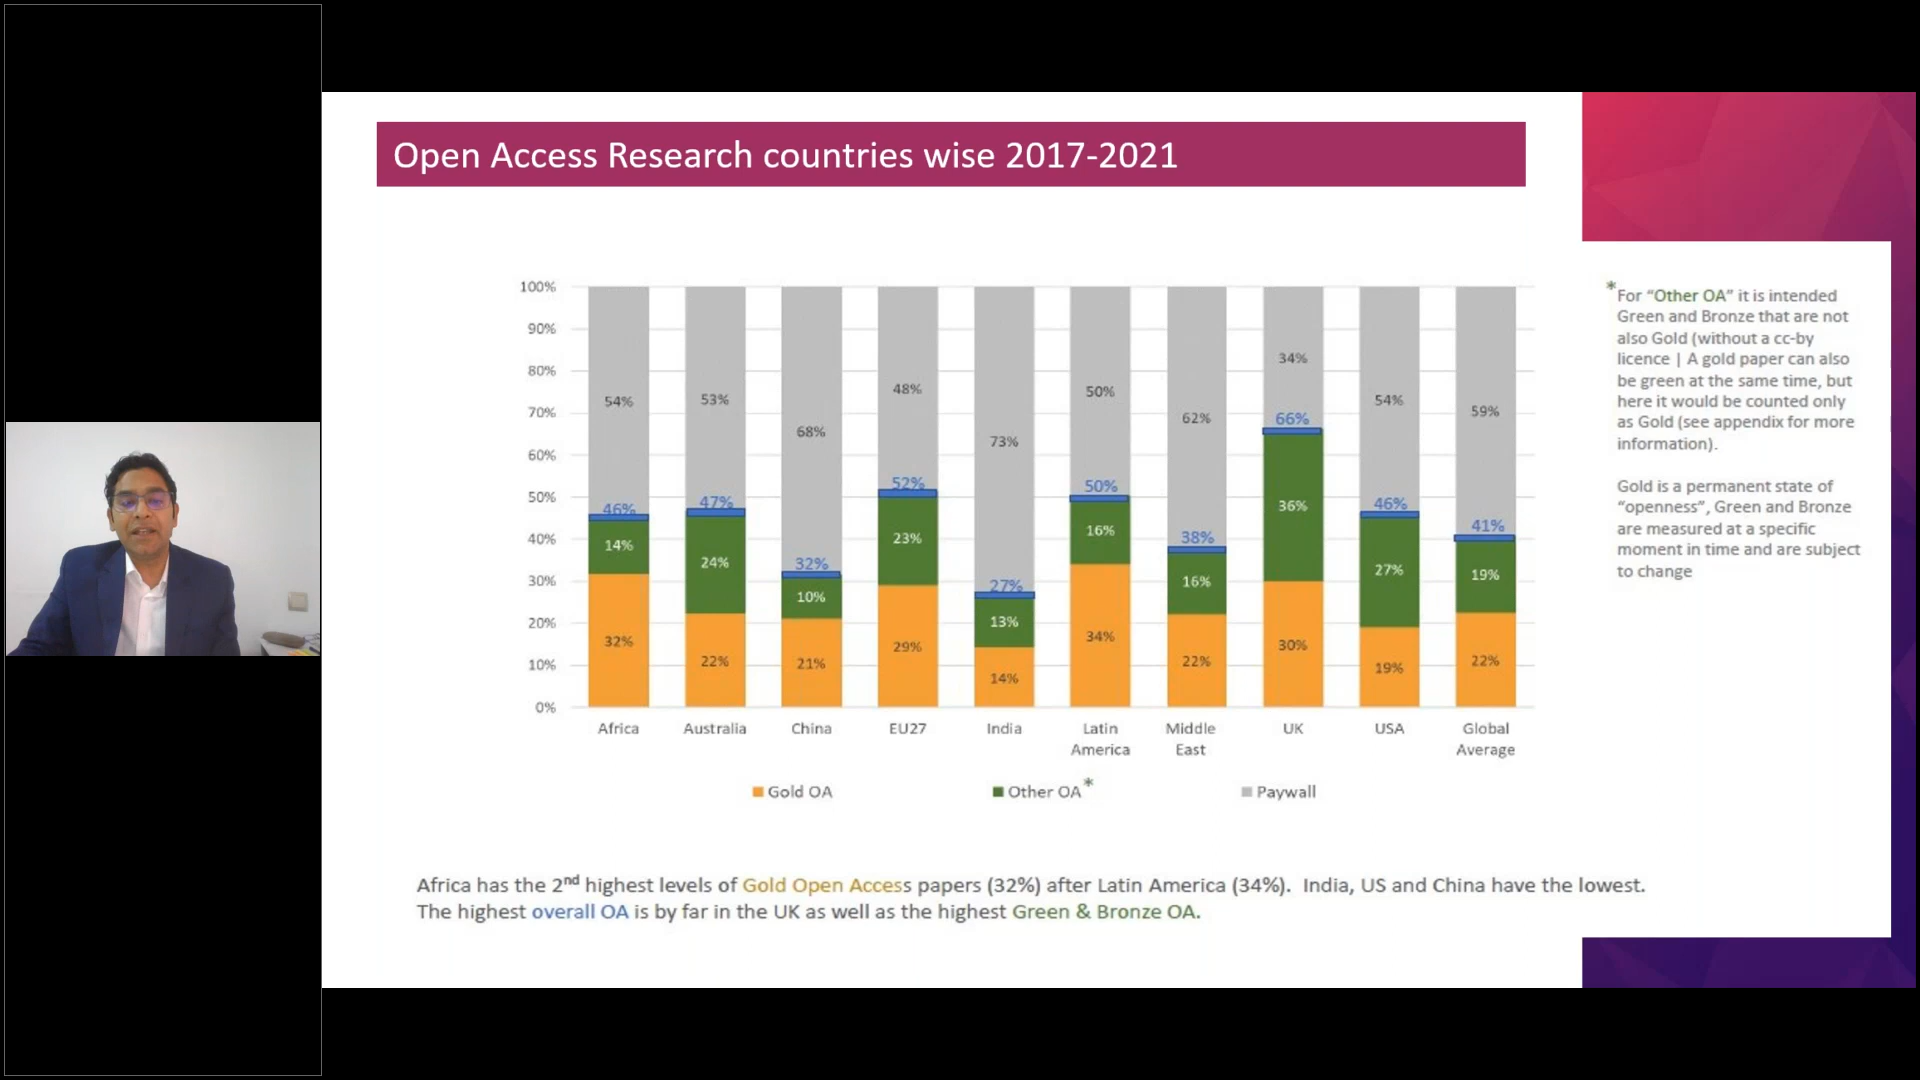 Open Access Research countries wise 2017-2021
100%
90%
80%
70%
60%
50%
40%
30%
20%
10%
0%
54%
46%
14%
32%
53%
47%
24%
22%
68%
32%
10%
21%
48%
52%
23%
29%
73%
27%
13%
14%
50%
50%
16%
34%
62%
38%
16%
22%
34%
66%
36%
30%
54%
46%
27%
19%
59%
41%
19%
22%
Africa
Australia
China
EU27
India
Latin
America
Middle
East
UK
USA
Global
Average
Gold OA
Other OA*
Paywall
Africa has the 2nd highest levels of Gold Open Access papers (32%) after Latin America (34%). India, US and China have the lowest.
The highest overall OA is by far in the UK as well as the highest Green & Bronze OA.
*For “Other OA” it is intended
Green and Bronze that are not
also Gold (without a cc-by
licence | A gold paper can also
be green at the same time, but
here it would be counted only
as Gold (see appendix for more
information).
Gold is a permanent state of
“openness”, Green and Bronze
are measured at a specific
moment in time and are subject
to change